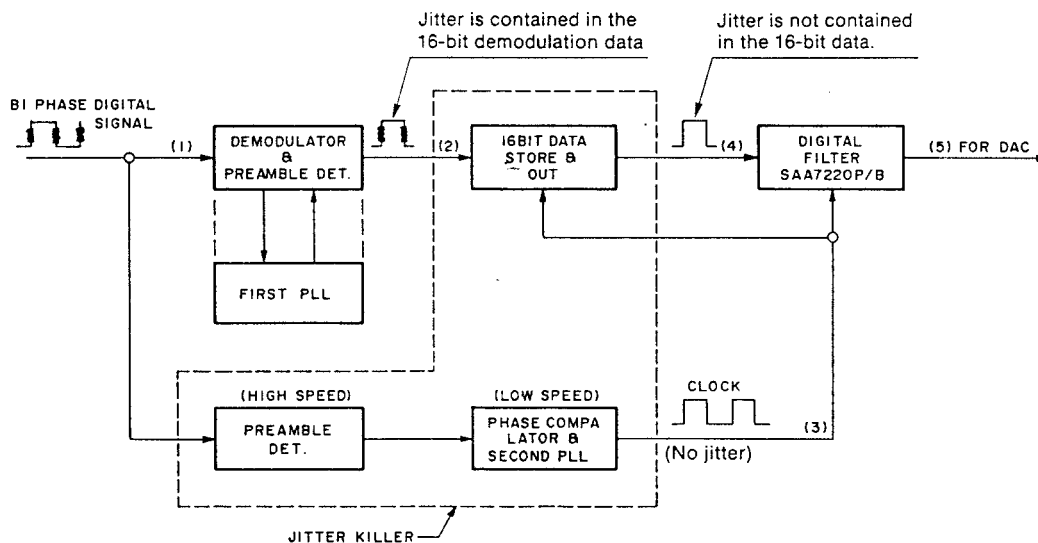 Jitter is contained in the
16-bit demodulation data
Jitter is not contained
in the 16-bit data.
BI PHASE DIGITAL
SIGNAL
(1)
DEMODULATOR
&
PREAMBLE DET.
(2)
16BIT DATA
STORE &
OUT
(4)
DIGITAL
FILTER
SAA7220P/B
(5) FOR DAC
FIRST PLL
(HIGH SPEED)
PREAMBLE
DET.
(LOW SPEED)
PHASE COMPA
LATOR &
SECOND PLL
CLOCK
(3)
(No jitter)
JITTER KILLER